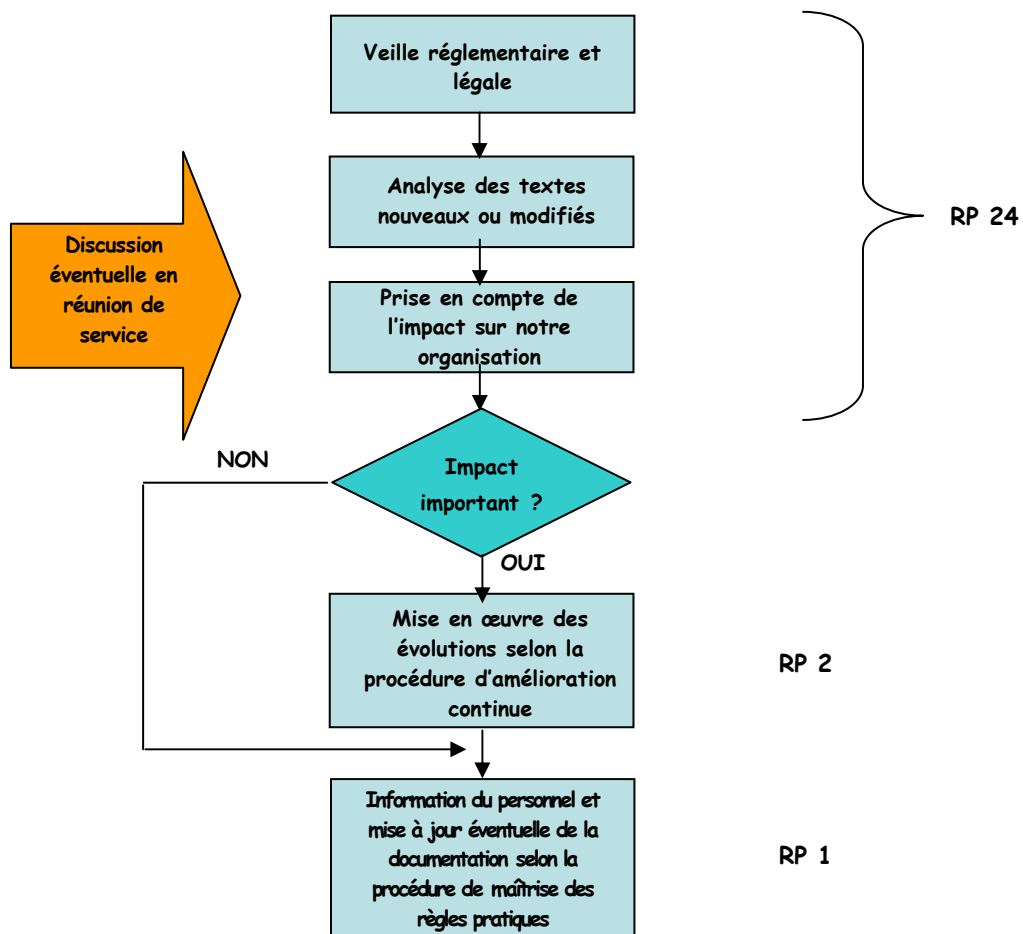 Veille réglementaire et
légale
Analyse des textes
nouveaux ou modifiés
RP 24
Discussion
éventuelle en
réunion de
service
Prise en compte de
l'impact sur notre
organisation
NON
Impact
important ?
OUI
Mise en œuvre des
évolutions selon la
procédure d'amélioration
continue
RP 2
Information du personnel et
mise à jour éventuelle de la
documentation selon la
procédure de maîtrise des
règles pratiques
RP 1